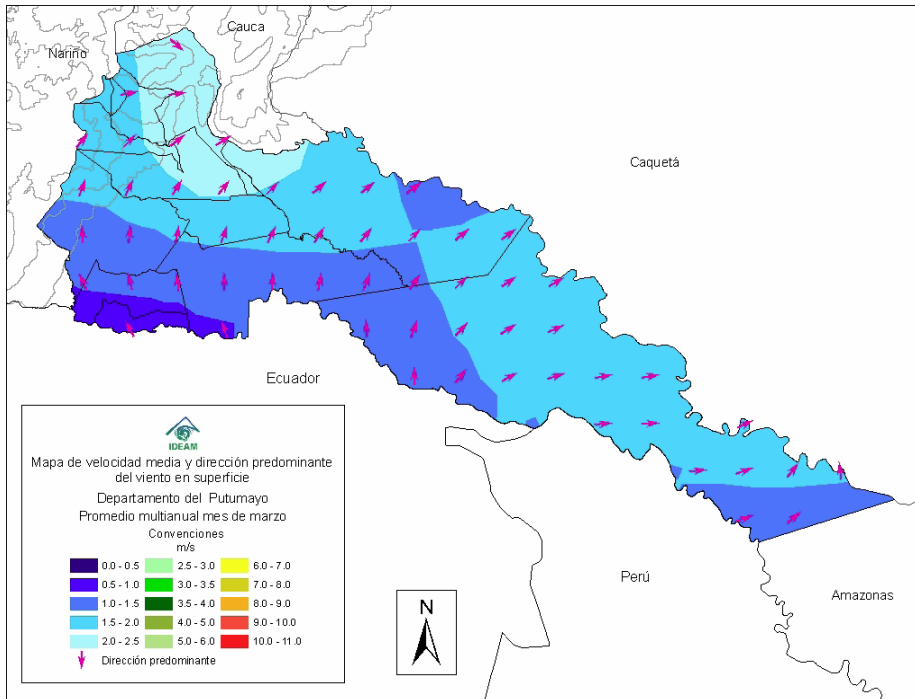 Cauca
Nariño
Caquetá
Ecuador
Perú
Amazonas
N
IDEAM
Mapa de velocidad media y dirección predominante
del viento en superficie
Departamento del Putumayo
Promedio multianual mes de marzo
Convenciones
m/s
0.0 - 0.5 2.5 - 3.0 6.0 - 7.0
0.5 - 1.0 3.0 - 3.5 7.0 - 8.0
1.0 - 1.5 3.5 - 4.0 8.0 - 9.0
1.5 - 2.0 4.0 - 5.0 9.0 - 10.0
2.0 - 2.5 5.0 - 6.0 10.0 - 11.0
Dirección predominante